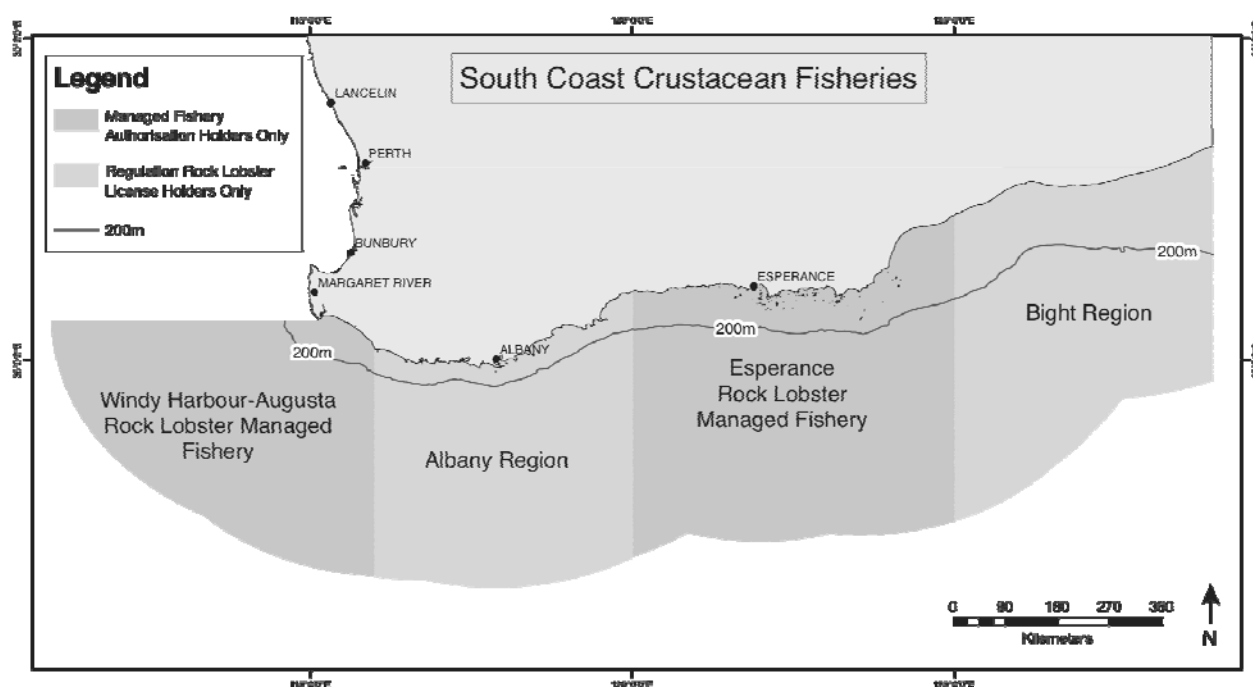 South Coast Crustacean Fisheries
Legend
Managed Fishery
Authorisation Holders Only
Regulation Rock Lobster
License Holders Only
200m
LANCELIN
PERTH
BUNBURY
MARGARET RIVER
ESPERANCE
ALBANY
200m
200m
200m
Windy Harbour-Augusta
Rock Lobster Managed
Fishery
Albany Region
Esperance
Rock Lobster
Managed Fishery
Bight Region
0 90 180 270 360
Kilometers
N